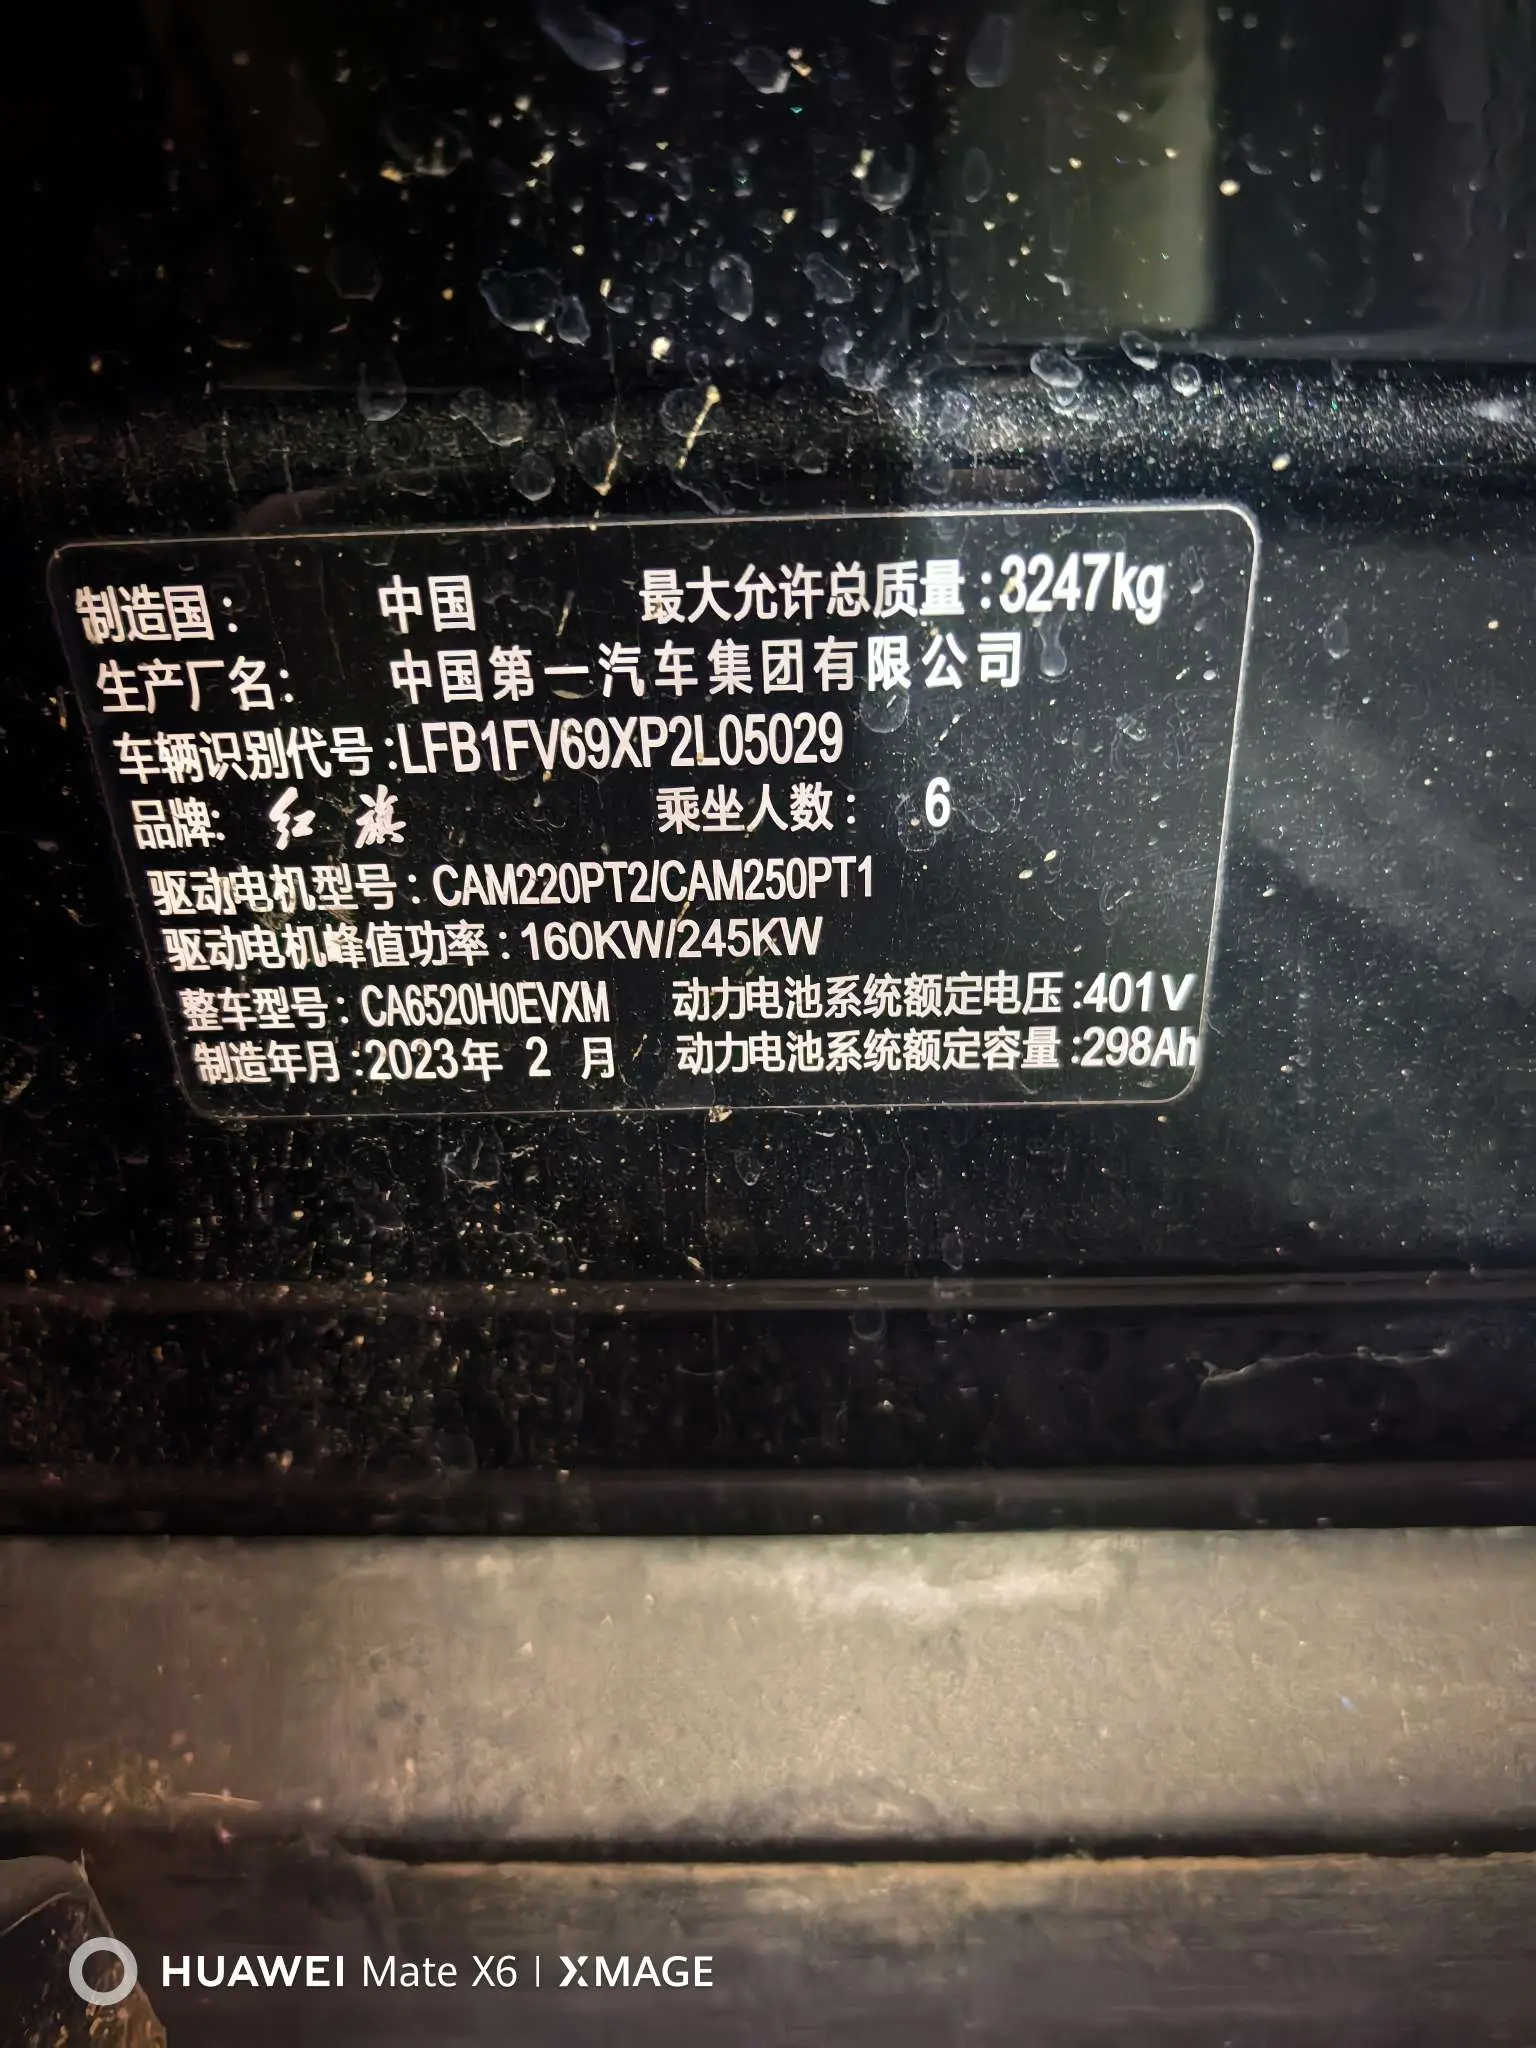 制造国: 中国 最大允许总质量:3247kg
生产厂名: 中国第一汽车集团有限公司
车辆识别代号:LFB1FV69XP2L05029
品牌: 红旗 乘坐人数: 6
驱动电机型号:CAM220PT2/CAM250PT1
驱动电机峰值功率:160KW/245KW
整车型号:CA6520H0EVXM 动力电池系统额定电压:401V
制造年月:2023年 2 月 动力电池系统额定容量:298Ah
HUAWEI Mate X6 | XMAGE